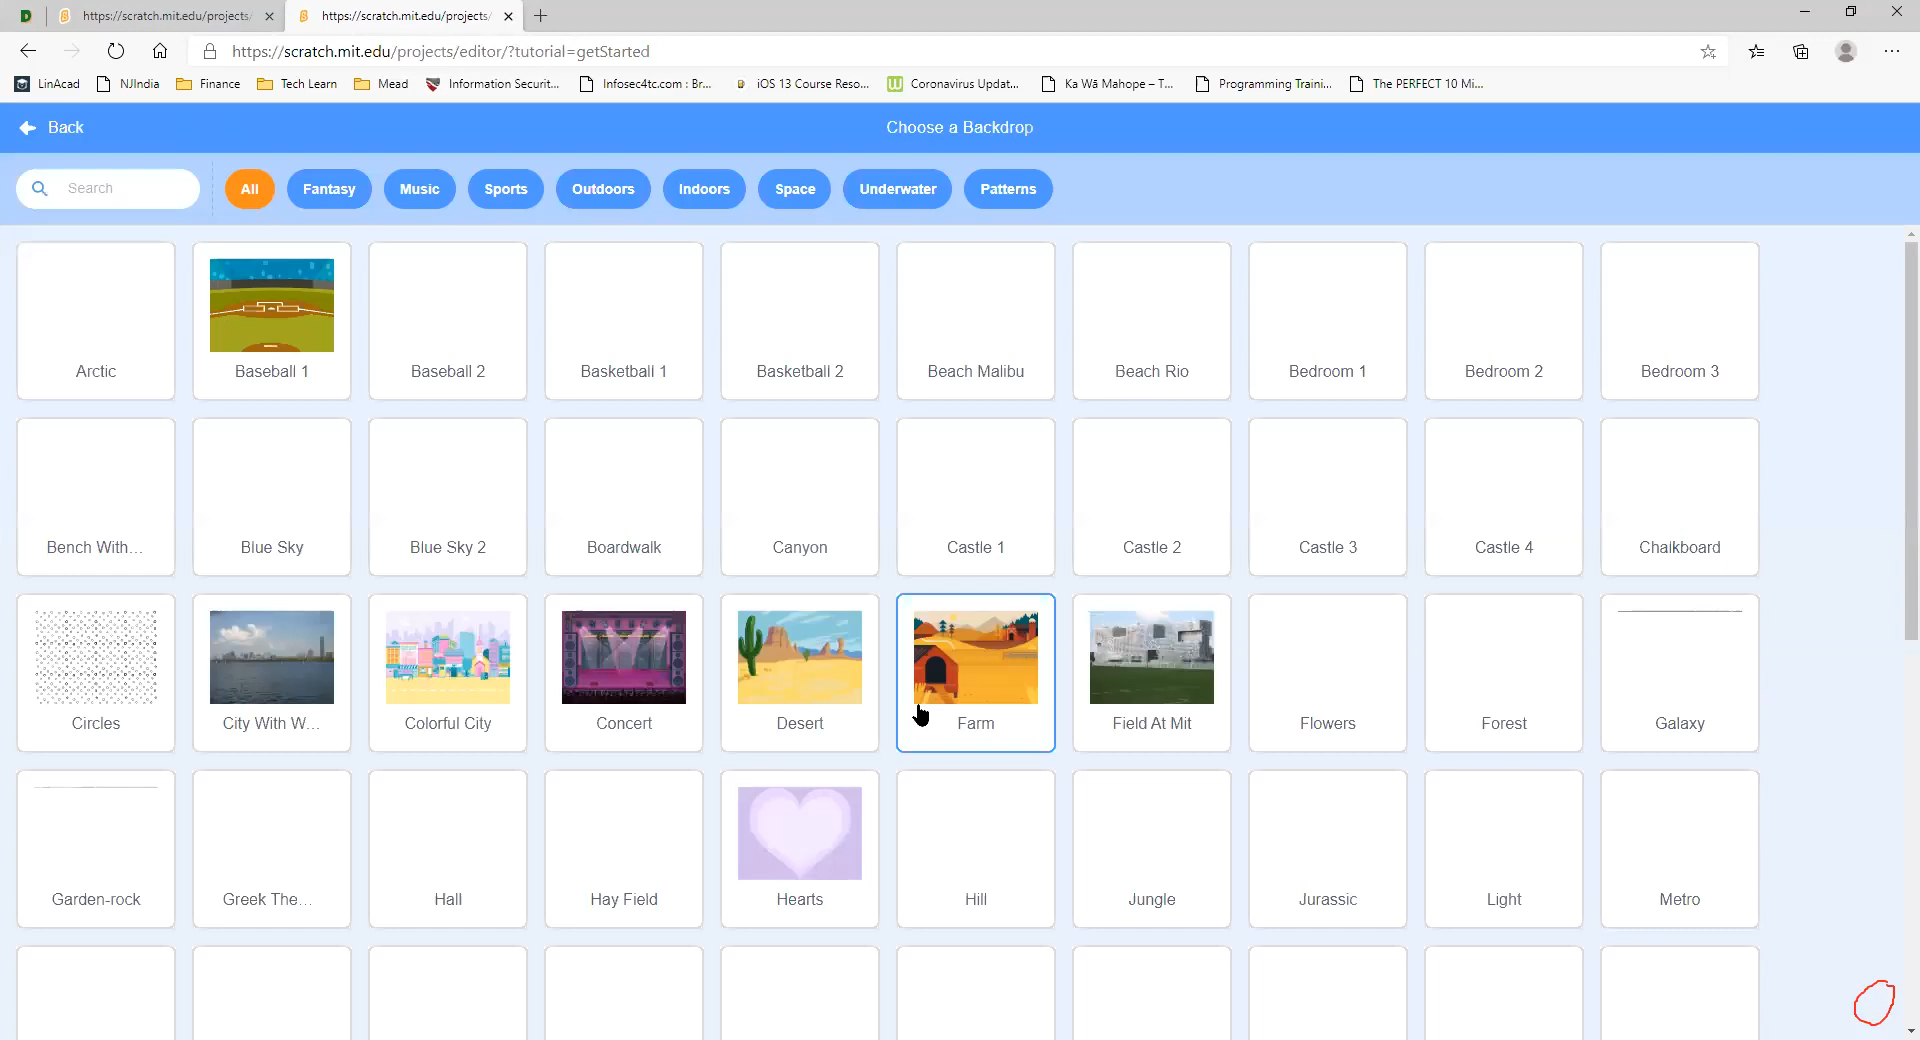 https://scratch.mit.edu/projects/
https://scratch.mit.edu/projects/
https://scratch.mit.edu/projects/editor/?tutorial=getStarted
LinAcad NJIndia Finance Tech Learn Mead Information Securit... Infosec4tc.com : Br... iOS 13 Course Reso... Coronavirus Updat... Ka Wā Mahope – T... Programming Traini... The PERFECT 10 Mi...
Back Choose a Backdrop
Search All Fantasy Music Sports Outdoors Indoors Space Underwater Patterns
Arctic Baseball 1 Baseball 2 Basketball 1 Basketball 2 Beach Malibu Beach Rio Bedroom 1 Bedroom 2 Bedroom 3
Bench With... Blue Sky Blue Sky 2 Boardwalk Canyon Castle 1 Castle 2 Castle 3 Castle 4 Chalkboard
Circles City With W... Colorful City Concert Desert Farm Field At Mit Flowers Forest Galaxy
Garden-rock Greek The... Hall Hay Field Hearts Hill Jungle Jurassic Light Metro